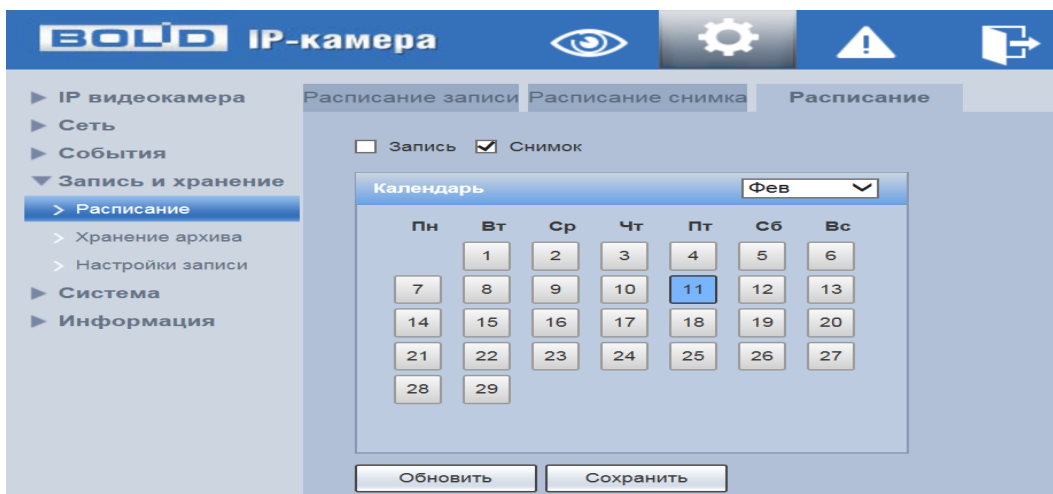 BOLID IP-камера
IP видеокамера
Сеть
События
Запись и хранение
> Расписание
> Хранение архива
> Настройки записи
Система
Информация
Расписание записи Расписание снимка Расписание
Запись Снимок
Календарь Фев
Пн Вт Ср Чт Пт Сб Вс
1 2 3 4 5 6
7 8 9 10 11 12 13
14 15 16 17 18 19 20
21 22 23 24 25 26 27
28 29
Обновить Сохранить